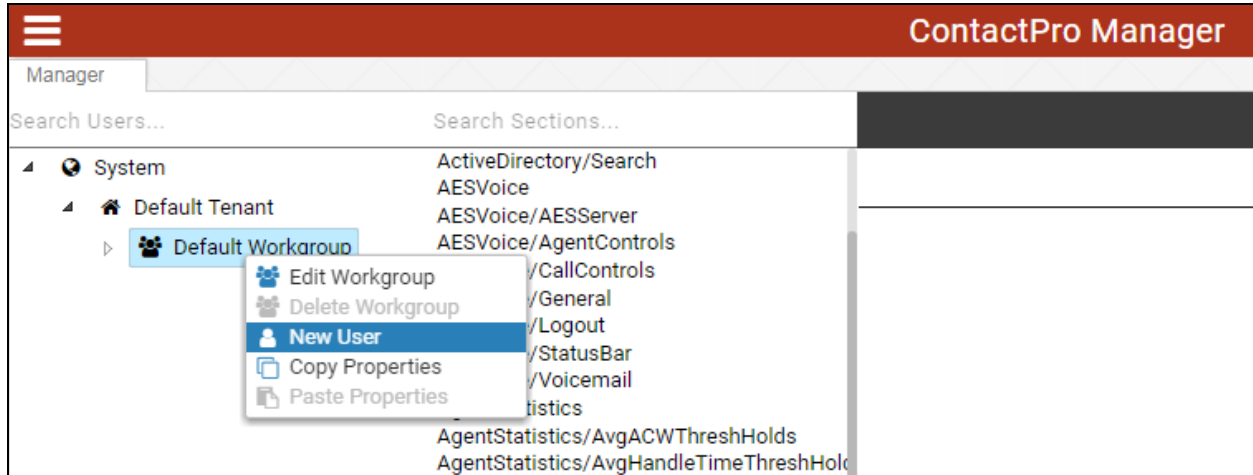 ContactPro Manager
Manager
Search Users...
Search Sections...
System
Default Tenant
Default Workgroup
Edit Workgroup
Delete Workgroup
New User
Copy Properties
Paste Properties
ActiveDirectory/Search
AESVoice
AESVoice/AESServer
AESVoice/AgentControls
/CallControls
/General
/Logout
/StatusBar
/Voicemail
tistics
AgentStatistics/AvgACWThreshHolds
AgentStatistics/AvgHandleTimeThreshHold